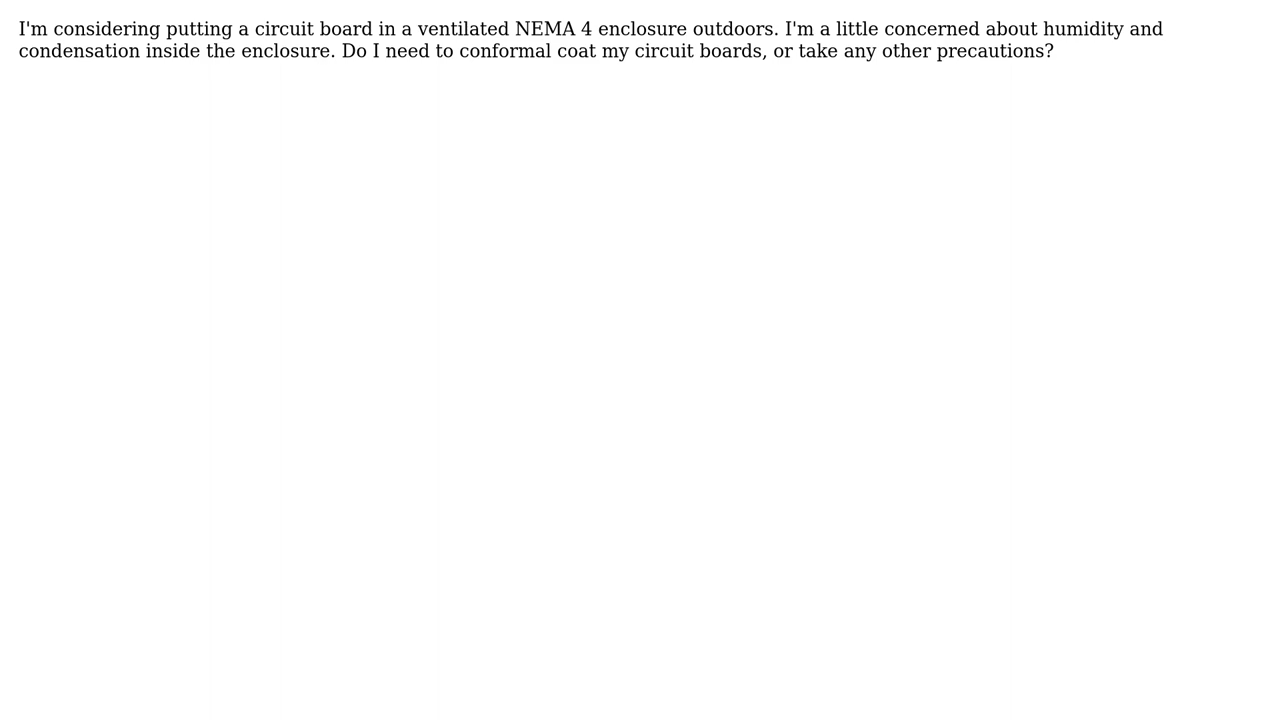 I'm considering putting a circuit board in a ventilated NEMA 4 enclosure outdoors. I'm a little concerned about humidity and
condensation inside the enclosure. Do I need to conformal coat my circuit boards, or take any other precautions?